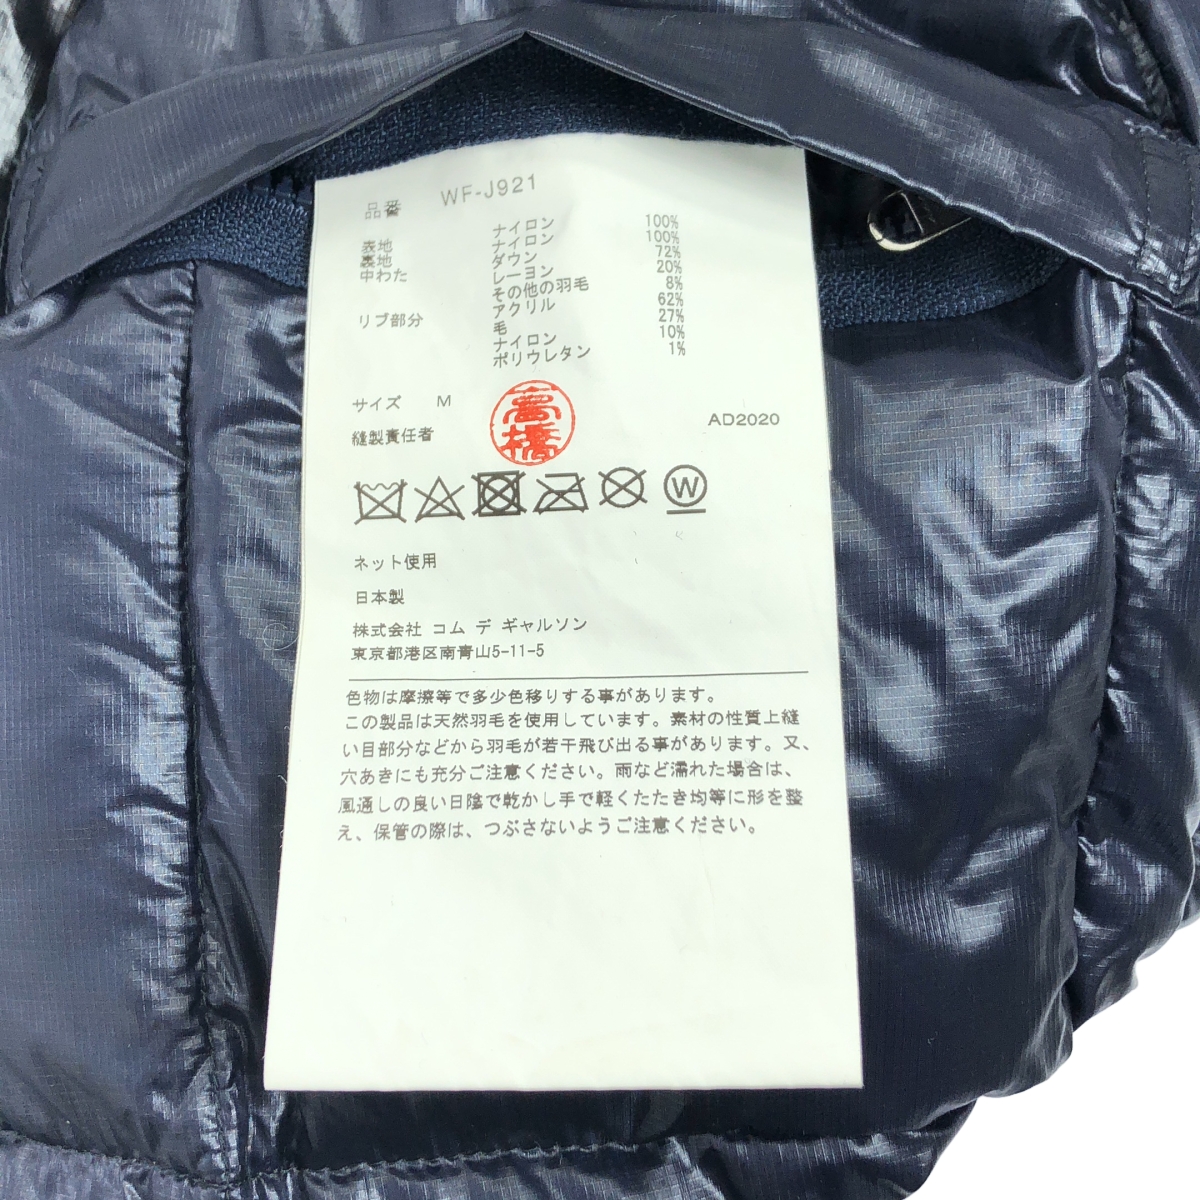 品番 WF-J921
表地 ナイロン 100%
裏地 ナイロン 100%
中わた ダウン 72%
レーヨン 20%
その他の羽毛 8%
リブ部分 アクリル 62%
毛 27%
ナイロン 10%
ポリウレタン 1%
サイズ M
縫製責任者 高橋 AD2020
W
ネット使用
日本製
株式会社 コム デ ギャルソン
東京都港区南青山5-11-5
色物は摩擦等で多少色移りする事があります。
この製品は天然羽毛を使用しています。素材の性質上縫
い目部分などから羽毛が若干飛び出る事があります。又、
穴あきにも充分ご注意ください。雨など濡れた場合は、
風通しの良い日陰で乾かし手で軽くたたき均等に形を整
え、保管の際は、つぶさないようご注意ください。